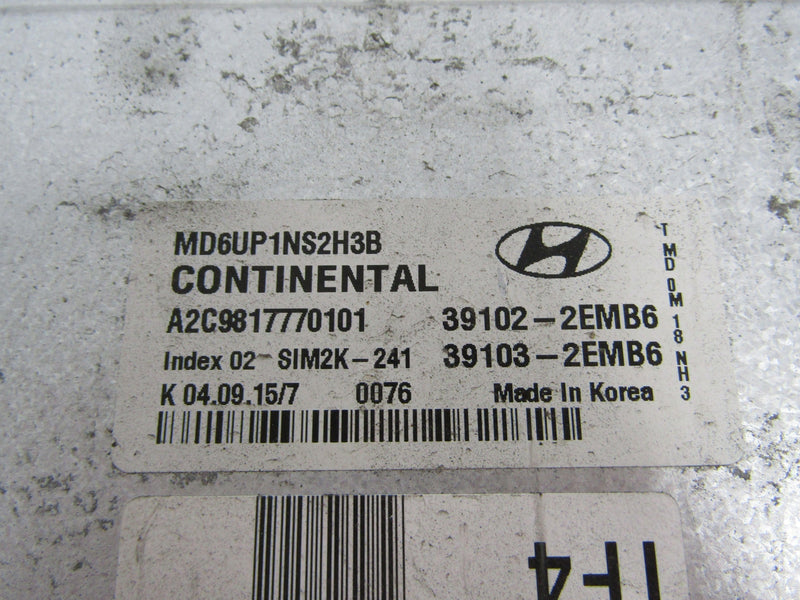 MD6UP1NS2H3B
CONTINENTAL
A2C9817770101 39102-2EMB6
Index 02 SIM2K-241 39103-2EMB6
K 04.09.15/7 0076 Made In Korea
TMD 0M 18 NH3